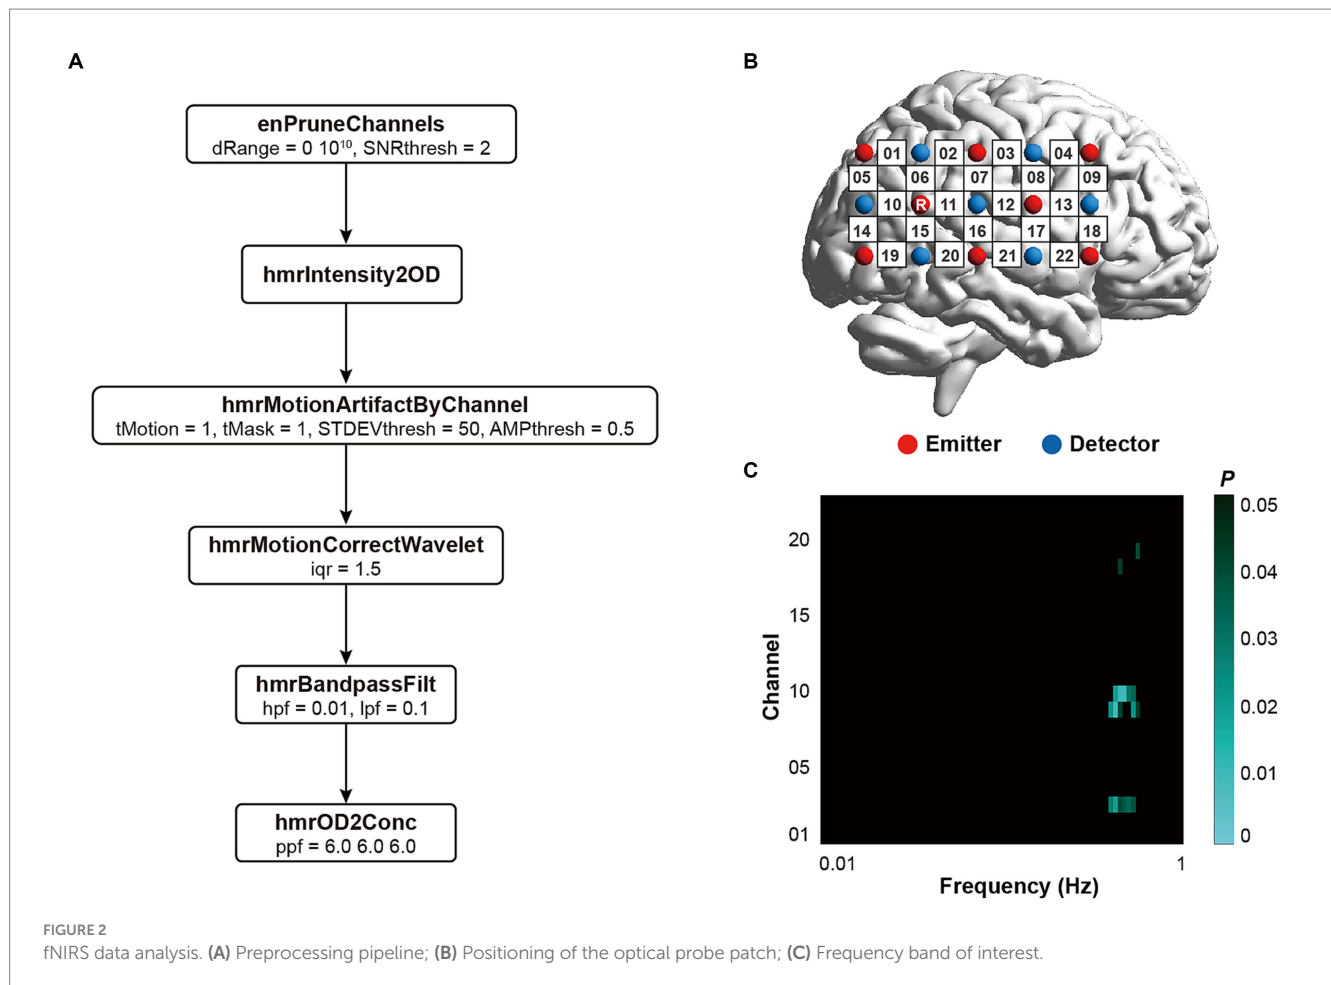 A
enPruneChannels
dRange = 0 10¹⁰, SNRthresh = 2
hmrIntensity2OD
hmrMotionArtifactByChannel
tMotion = 1, tMask = 1, STDEVthresh = 50, AMPthresh = 0.5
hmrMotionCorrectWavelet
iqr = 1.5
hmrBandpassFilt
hpf = 0.01, lpf = 0.1
hmrOD2Conc
ppf = 6.0 6.0 6.0
B
01 02 03 04
05 06 07 08 09
10 R 11 12 13
14 15 16 17 18
19 20 21 22
Emitter Detector
C
P
0.05
0.04
0.03
0.02
0.01
0
Channel
20
15
10
05
01
0.01 1
Frequency (Hz)
FIGURE 2
fNIRS data analysis. (A) Preprocessing pipeline; (B) Positioning of the optical probe patch; (C) Frequency band of interest.